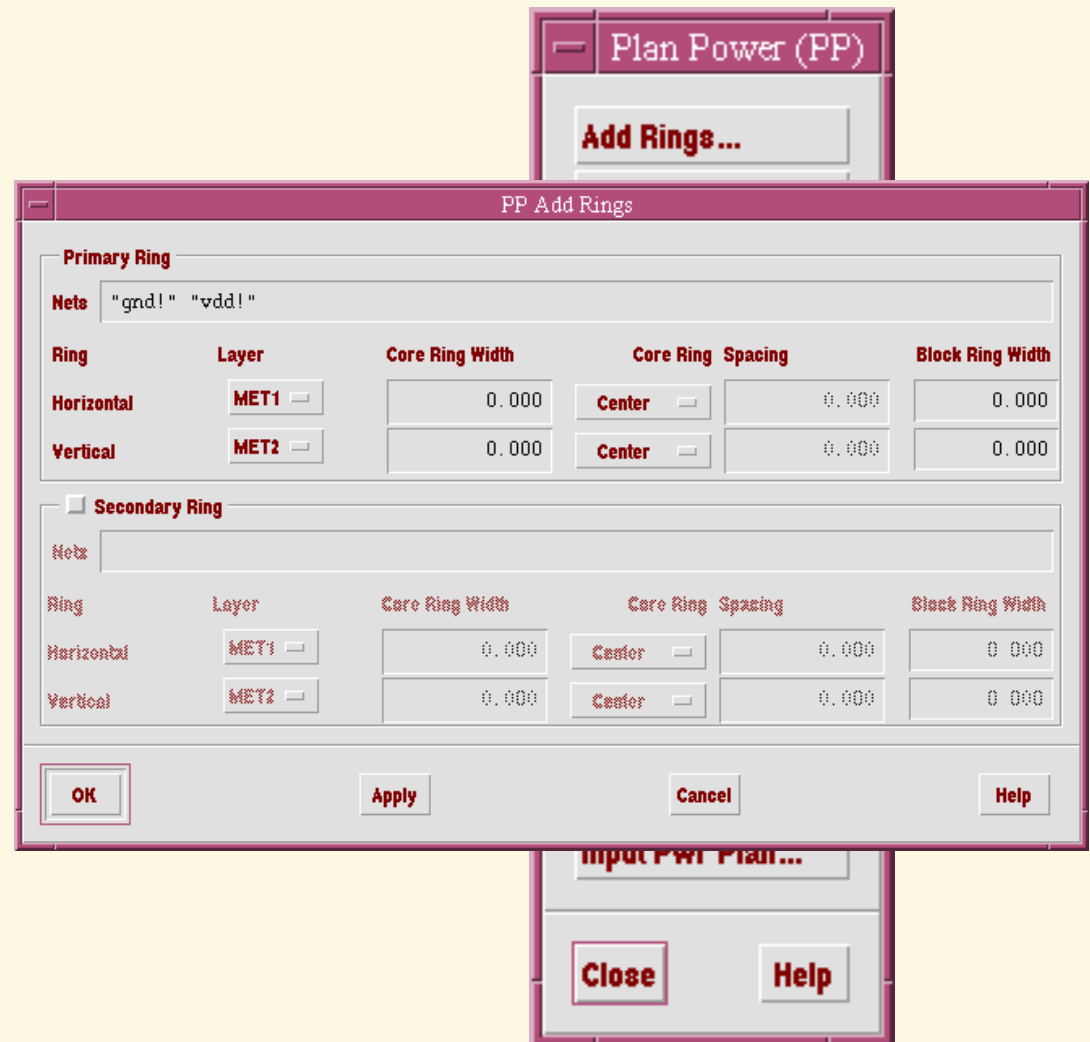 Plan Power (PP)
Add Rings...
PP Add Rings
Primary Ring
Nets "gnd!" "vdd!"
Ring Layer Core Ring Width Core Ring Spacing Block Ring Width
Horizontal MET1 0.000 Center 0.000 0.000
Vertical MET2 0.000 Center 0.000 0.000
Secondary Ring
Nets
Ring Layer Core Ring Width Core Ring Spacing Block Ring Width
Horizontal MET1 0.000 Center 0.000 0 000
Vertical MET2 0.000 Center 0.000 0 000
OK Apply Cancel Help
Input Pwr Plan...
Close Help